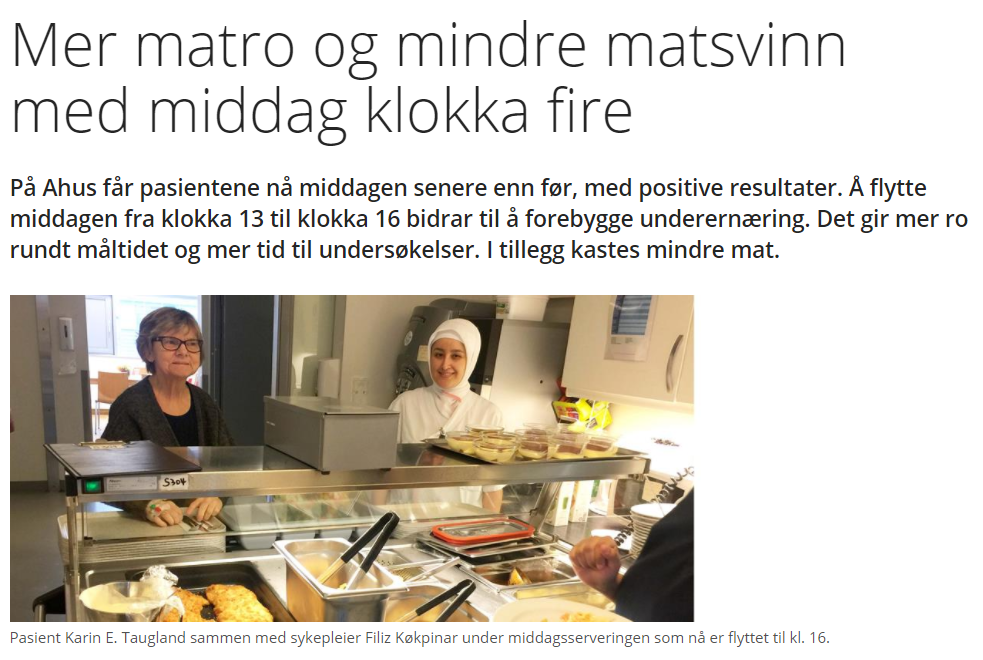 Mer matro og mindre matsvinn
med middag klokka fire
På Ahus får pasientene nå middagen senere enn før, med positive resultater. Å flytte
middagen fra klokka 13 til klokka 16 bidrar til å forebygge underernæring. Det gir mer ro
rundt måltidet og mer tid til undersøkelser. I tillegg kastes mindre mat.
S304
Pasient Karin E. Taugland sammen med sykepleier Filiz Køkpinar under middagsserveringen som nå er flyttet til kl. 16.